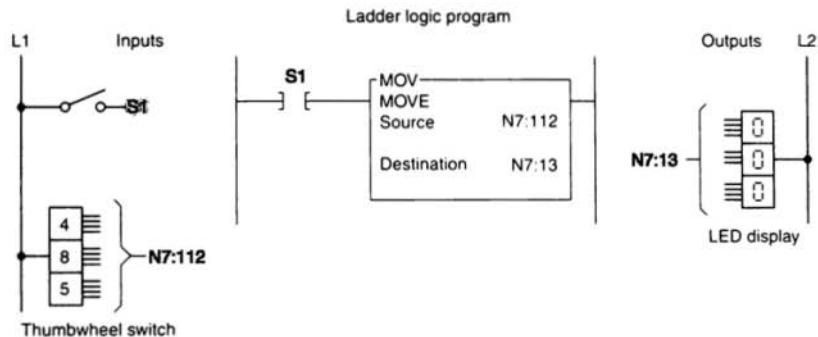 Ladder logic program
L1
Inputs
Outputs
L2
S1
S1
MOV
MOVE
Source N7:112
Destination N7:13
0
0
0
N7:13
LED display
4
8
5
N7:112
Thumbwheel switch